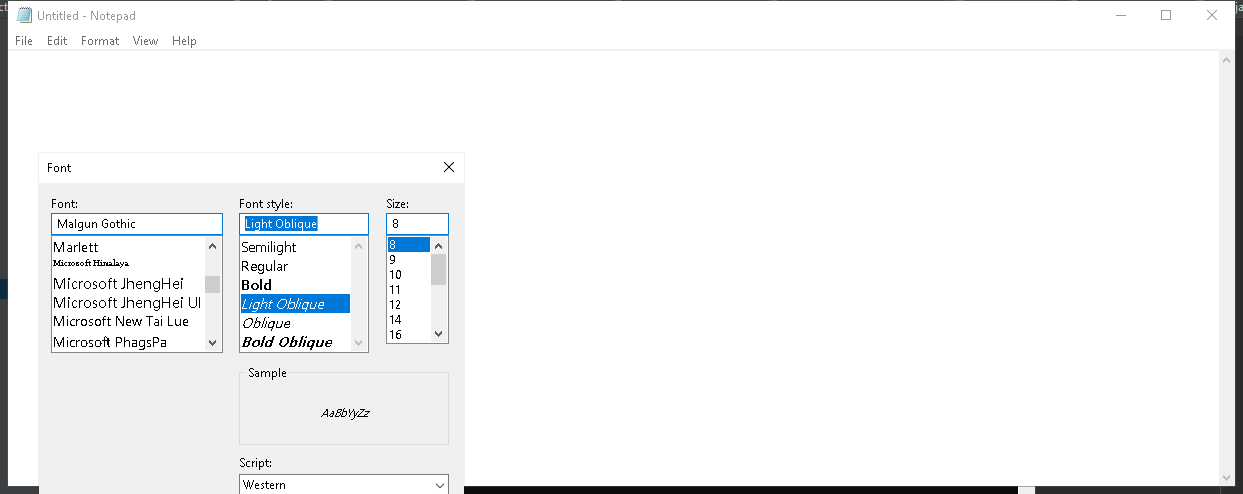 Untitled - Notepad
File Edit Format View Help
Font
Font: Font style: Size:
Malgun Gothic Light Oblique 8
Marlett Semilight 8
Microsoft Himalaya Regular 9
Microsoft JhengHei Bold 10
Microsoft JhengHei UI Light Oblique 11
Microsoft New Tai Lue Oblique 12
Microsoft PhagsPa Bold Oblique 14
16
Sample
AaBbYyZz
Script:
Western